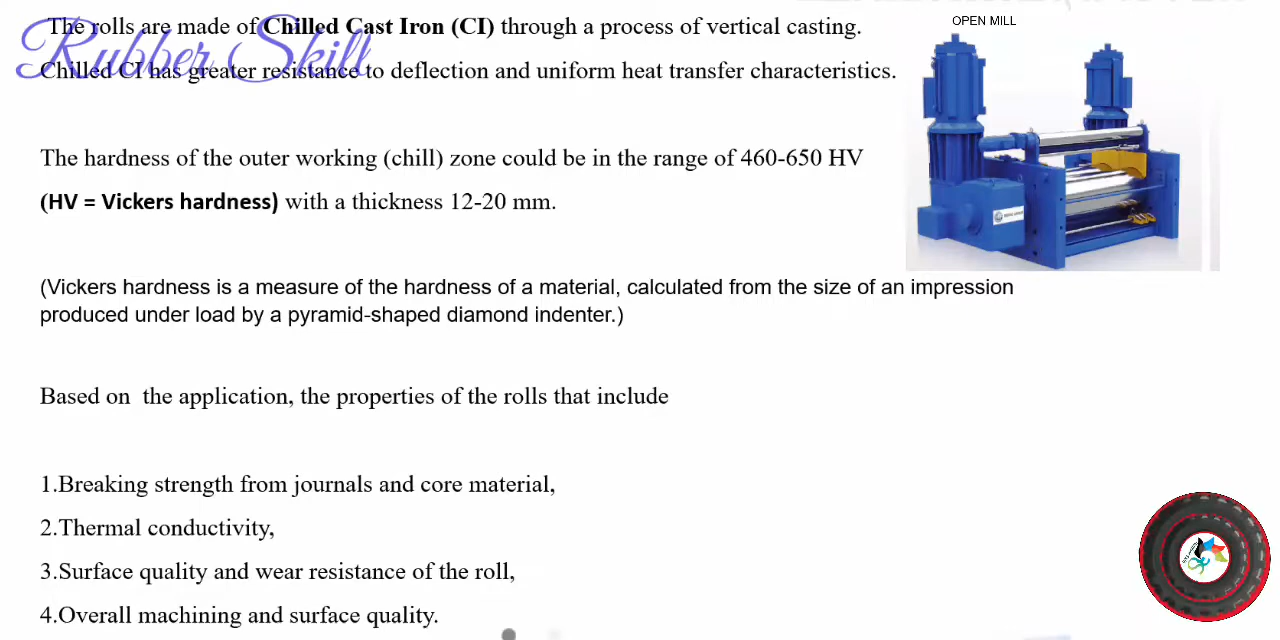 OPEN MILL
The rolls are made of Chilled Cast Iron (CI) through a process of vertical casting.
Rubber Skill
Chilled CI has greater resistance to deflection and uniform heat transfer characteristics.
The hardness of the outer working (chill) zone could be in the range of 460-650 HV
(HV = Vickers hardness) with a thickness 12-20 mm.
(Vickers hardness is a measure of the hardness of a material, calculated from the size of an impression
produced under load by a pyramid-shaped diamond indenter.)
Based on the application, the properties of the rolls that include
1.Breaking strength from journals and core material,
2.Thermal conductivity,
3.Surface quality and wear resistance of the roll,
4.Overall machining and surface quality.